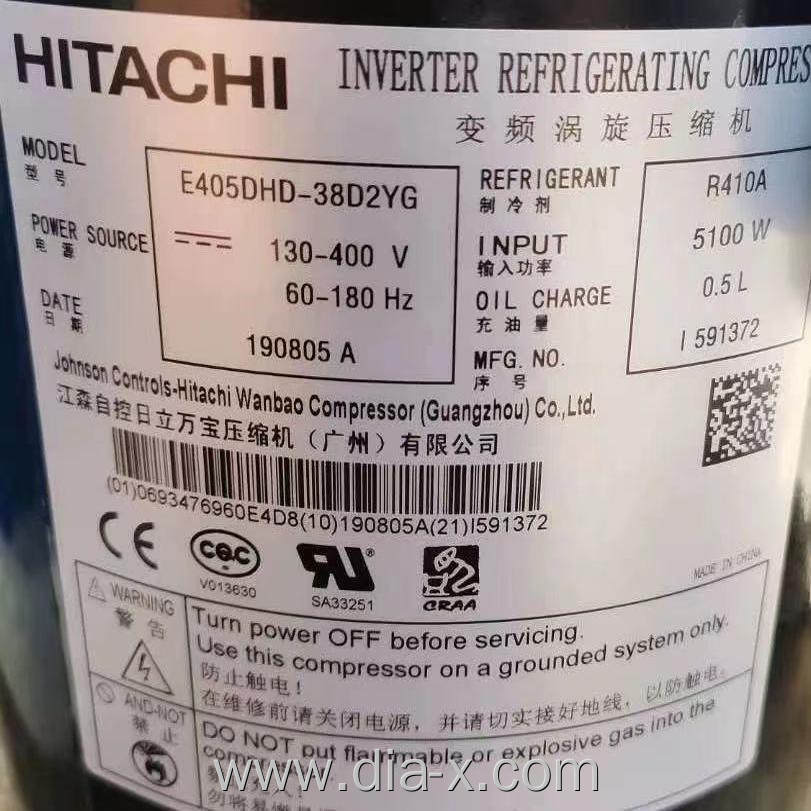 HITACHI
INVERTER REFRIGERATING
变频涡旋压缩机
MODEL
型号
E405DHD-38D2YG
REFRIGERANT
制冷剂
R410A
POWER SOURCE
电源
130-400 V
60-180 Hz
INPUT
输入功率
5100 W
OIL CHARGE
充油量
0.5 L
DATE
日期
190805 A
MFG. NO.
序号
I 591372
Johnson Controls-Hitachi Wanbao Compressor (Guangzhou) Co.,Ltd.
江森自控日立万宝压缩机（广州）有限公司
(01)0693476960E4D8(10)190805A(21)I591372
CE
CQC
V013630
RU®
SA33251
CRAA
MADE IN CHINA
WARNING
警告
Turn power OFF before servicing.
Use this compressor on a grounded system only.
防止触电！
在维修前请关闭电源，并请切实接好地线，以防触电。
AND-NOT
禁止
DO NOT put flammable or explosive gas into the
www.dia-x.com